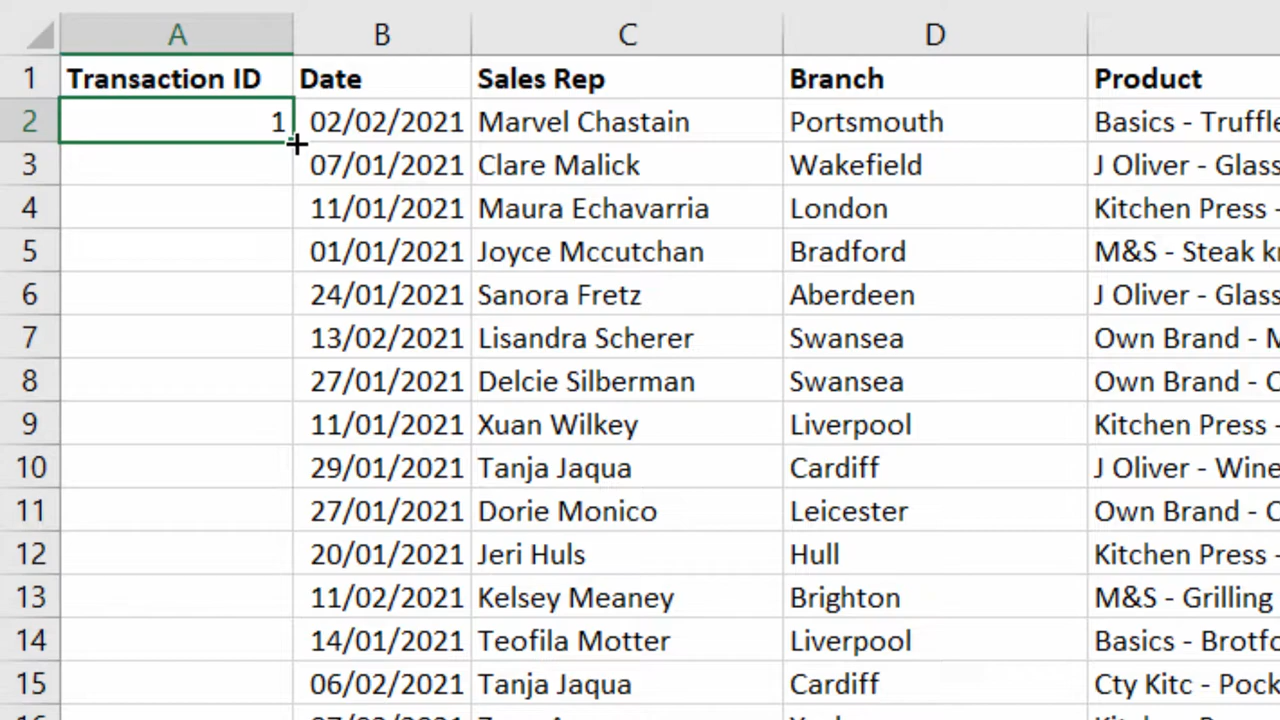 A B C D
1 Transaction ID Date Sales Rep Branch Product
2 1 02/02/2021 Marvel Chastain Portsmouth Basics - Truffle
3 07/01/2021 Clare Malick Wakefield J Oliver - Glass
4 11/01/2021 Maura Echavarria London Kitchen Press -
5 01/01/2021 Joyce Mccutchan Bradford M&S - Steak
6 24/01/2021 Sanora Fretz Aberdeen J Oliver - Glass
7 13/02/2021 Lisandra Scherer Swansea Own Brand -
8 27/01/2021 Delcie Silberman Swansea Own Brand -
9 11/01/2021 Xuan Wilkey Liverpool Kitchen Press -
10 29/01/2021 Tanja Jaqua Cardiff J Oliver - Wine
11 27/01/2021 Dorie Monico Leicester Own Brand -
12 20/01/2021 Jeri Huls Hull Kitchen Press -
13 11/02/2021 Kelsey Meaney Brighton M&S - Grilling
14 14/01/2021 Teofila Motter Liverpool Basics -
15 06/02/2021 Tanja Jaqua Cardiff Cty Kitc -